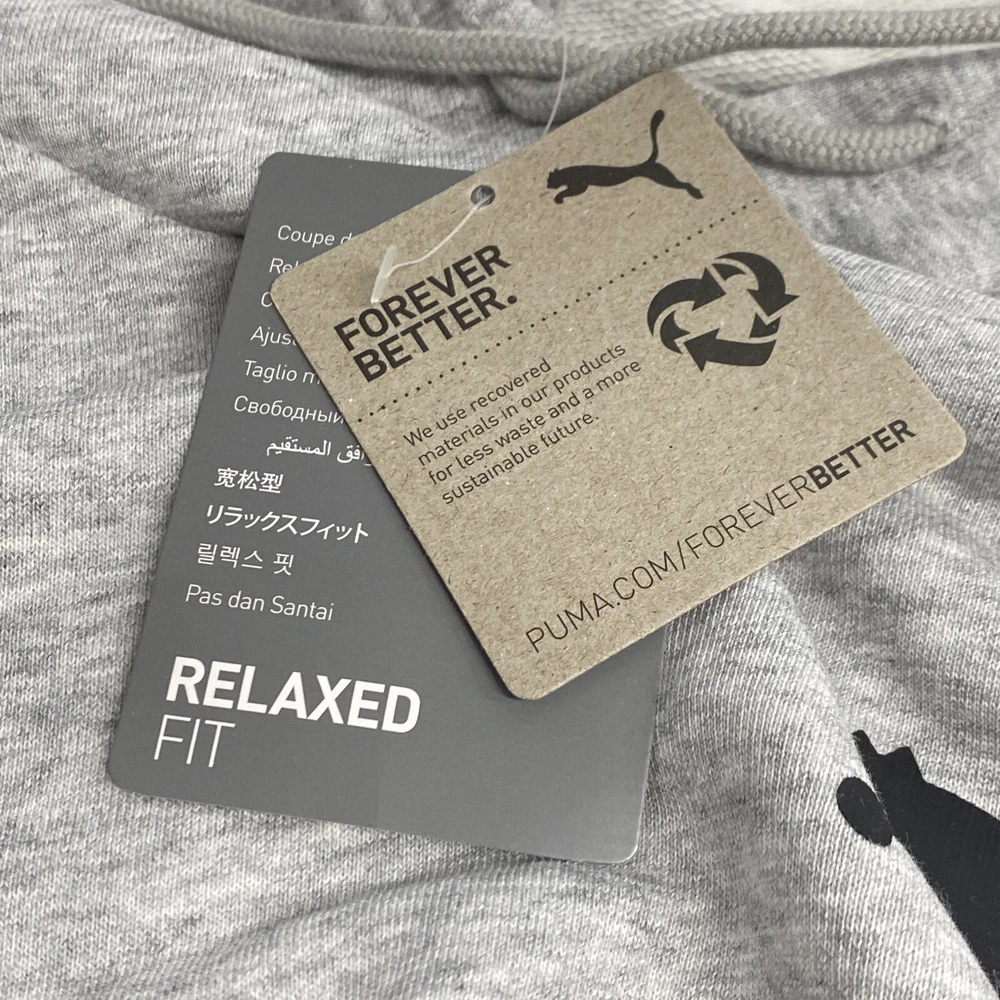 Coupe
Ajus
Taglio
Свободный
المستقيم
宽松型
リラックスフィット
릴렉스 핏
Pas dan Santai
RELAXED
FIT
FOREVER
BETTER.
We use recovered
materials in our products
for less waste and a more
sustainable future.
PUMA.COM/FOREVERBETTER